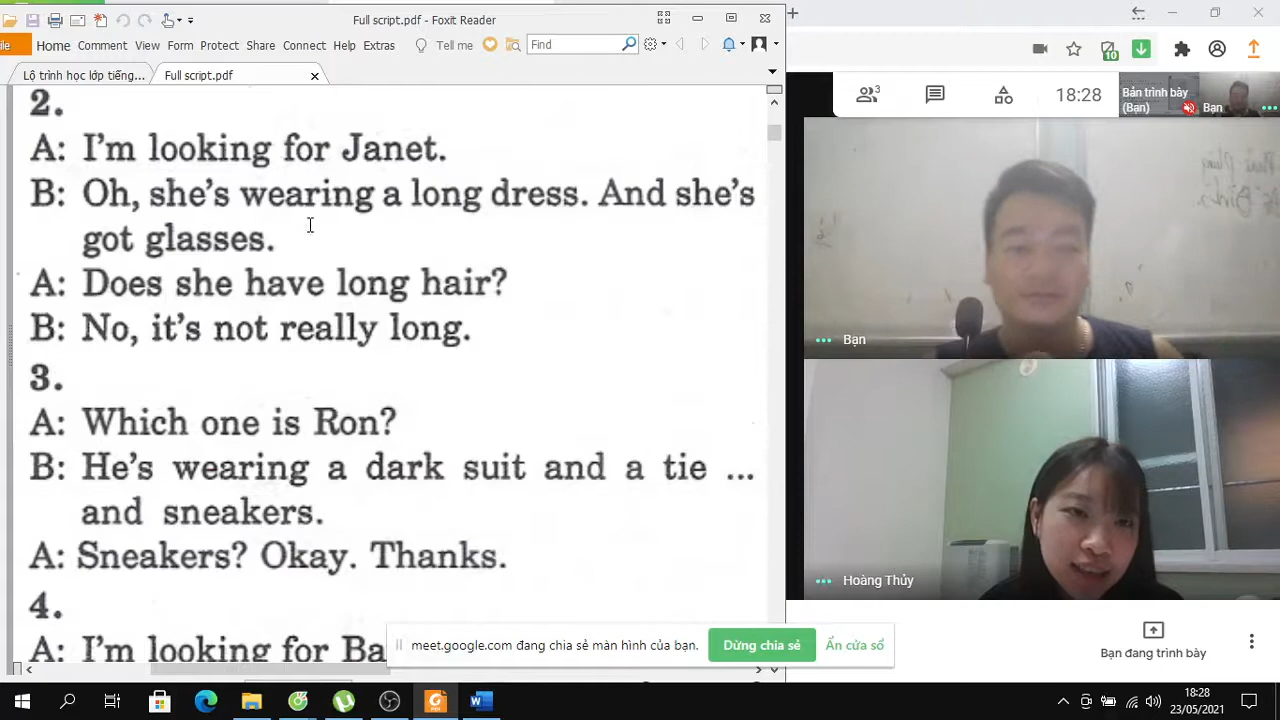 Full script.pdf - Foxit Reader
File Home Comment View Form Protect Share Connect Help Extras Tell me Find
Lộ trình học lớp tiếng... Full script.pdf
2.
A: I'm looking for Janet.
B: Oh, she's wearing a long dress. And she's
got glasses.
A: Does she have long hair?
B: No, it's not really long.
3.
A: Which one is Ron?
B: He's wearing a dark suit and a tie ...
and sneakers.
A: Sneakers? Okay. Thanks.
4.
A: I'm looking for Ba
meet.google.com đang chia sẻ màn hình của bạn. Dừng chia sẻ Ẩn cửa sổ
10
3 18:28
Bản trình bày
(Bạn) Bạn
Bạn
Hoàng Thủy
Bạn đang trình bày
18:28
23/05/2021